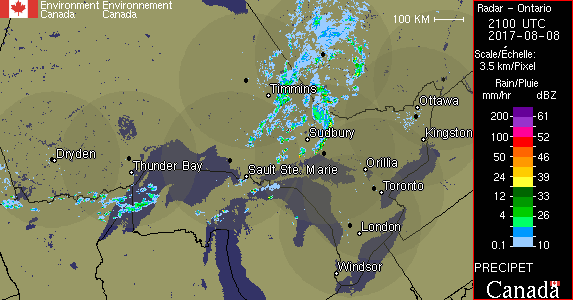 Environment Environnement
Canada Canada
100 KM
Timmins
Ottawa
Sudbury
Kingston
Dryden
Thunder Bay
Sault Ste. Marie
Orillia
Toronto
London
Windsor
Radar - Ontario
2100 UTC
2017-08-08
Scale/Échelle:
3.5 km/Pixel
Rain/Pluie
mm/hr dBZ
200 61
100 52
50 46
24 39
12 33
4 26
0.1 10
PRECIPET
Canada